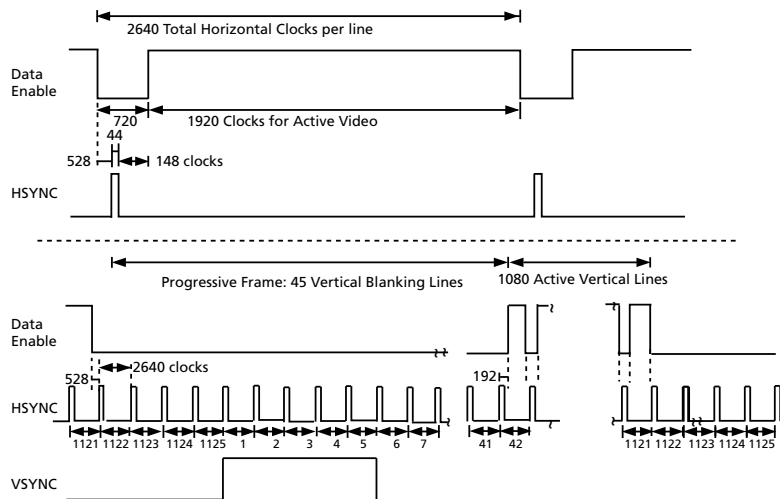 2640 Total Horizontal Clocks per line
Data
Enable
720
1920 Clocks for Active Video
44
528
148 clocks
HSYNC
Progressive Frame: 45 Vertical Blanking Lines
1080 Active Vertical Lines
Data
Enable
2640 clocks
528
192
HSYNC
1121 1122 1123 1124 1125 1 2 3 4 5 6 7 41 42 1121 1122 1123 1124 1125
VSYNC